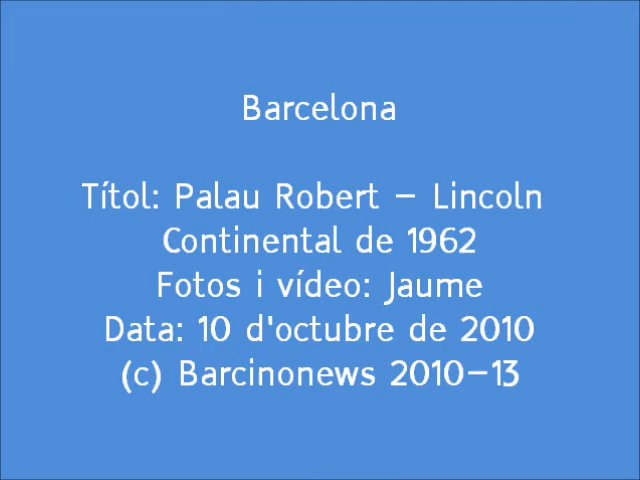 Barcelona
Títol: Palau Robert - Lincoln
Continental de 1962
Fotos i vídeo: Jaume
Data: 10 d'octubre de 2010
(c) Barcinonews 2010-13